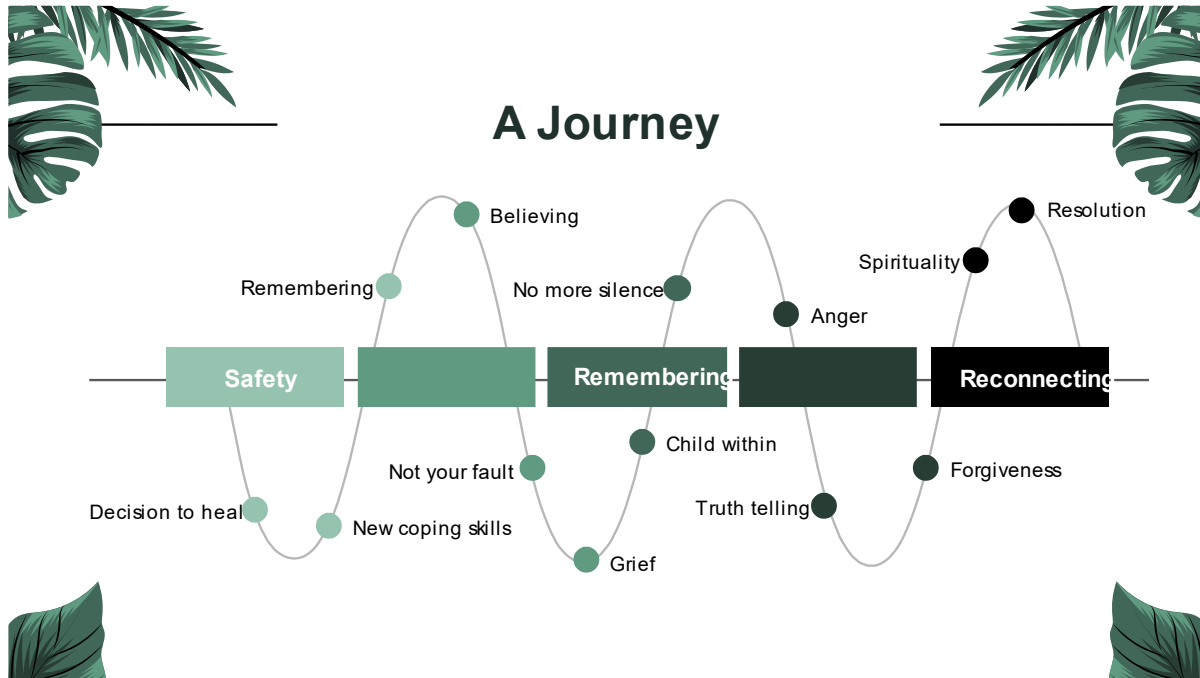 A Journey
Believing
Resolution
Spirituality
Remembering
No more silence
Anger
Safety
Remembering
Reconnecting
Child within
Not your fault
Forgiveness
Decision to heal
Truth telling
New coping skills
Grief